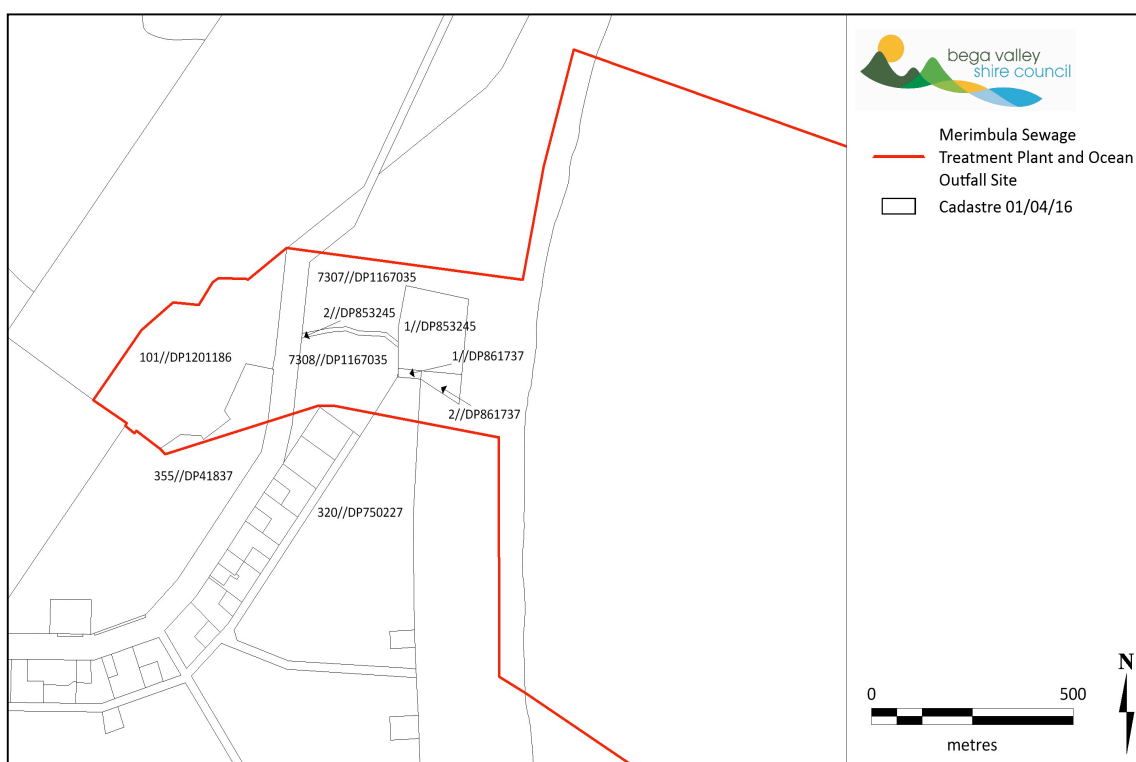 bega valley
shire council
Merimbula Sewage
Treatment Plant and Ocean
Outfall Site
Cadastre 01/04/16
7307//DP1167035
2//DP853245
1//DP853245
101//DP1201186
7308//DP1167035
1//DP861737
2//DP861737
355//DP41837
320//DP750227
N
0 500
metres